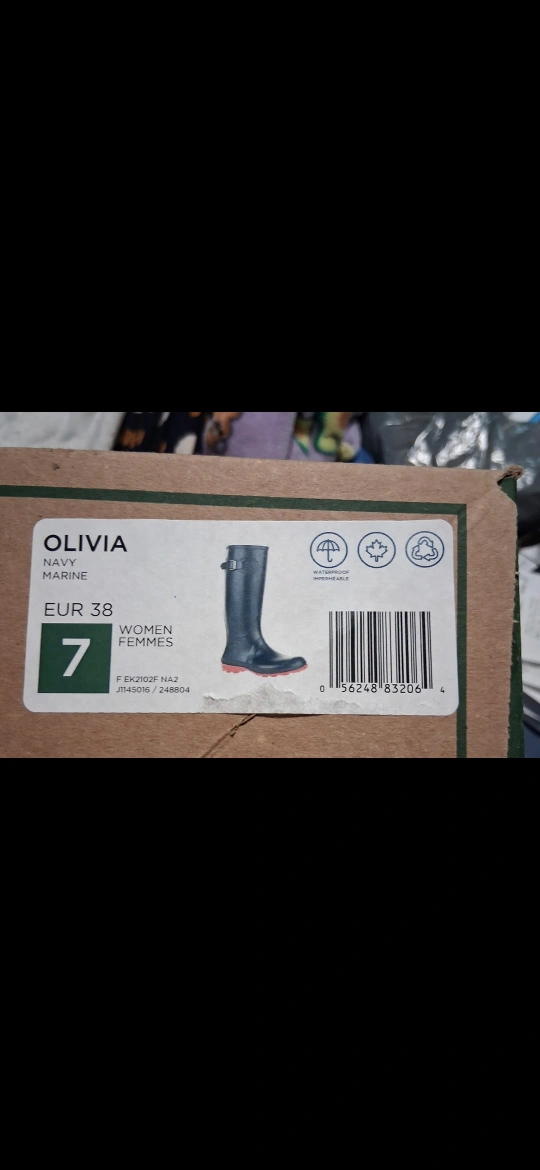 OLIVIA
NAVY
MARINE
EUR 38
7
WOMEN
FEMMES
F EK2102F NA2
J1145016 / 248804
WATERPROOF
IMPERMÉABLE
0 56248 83206 4